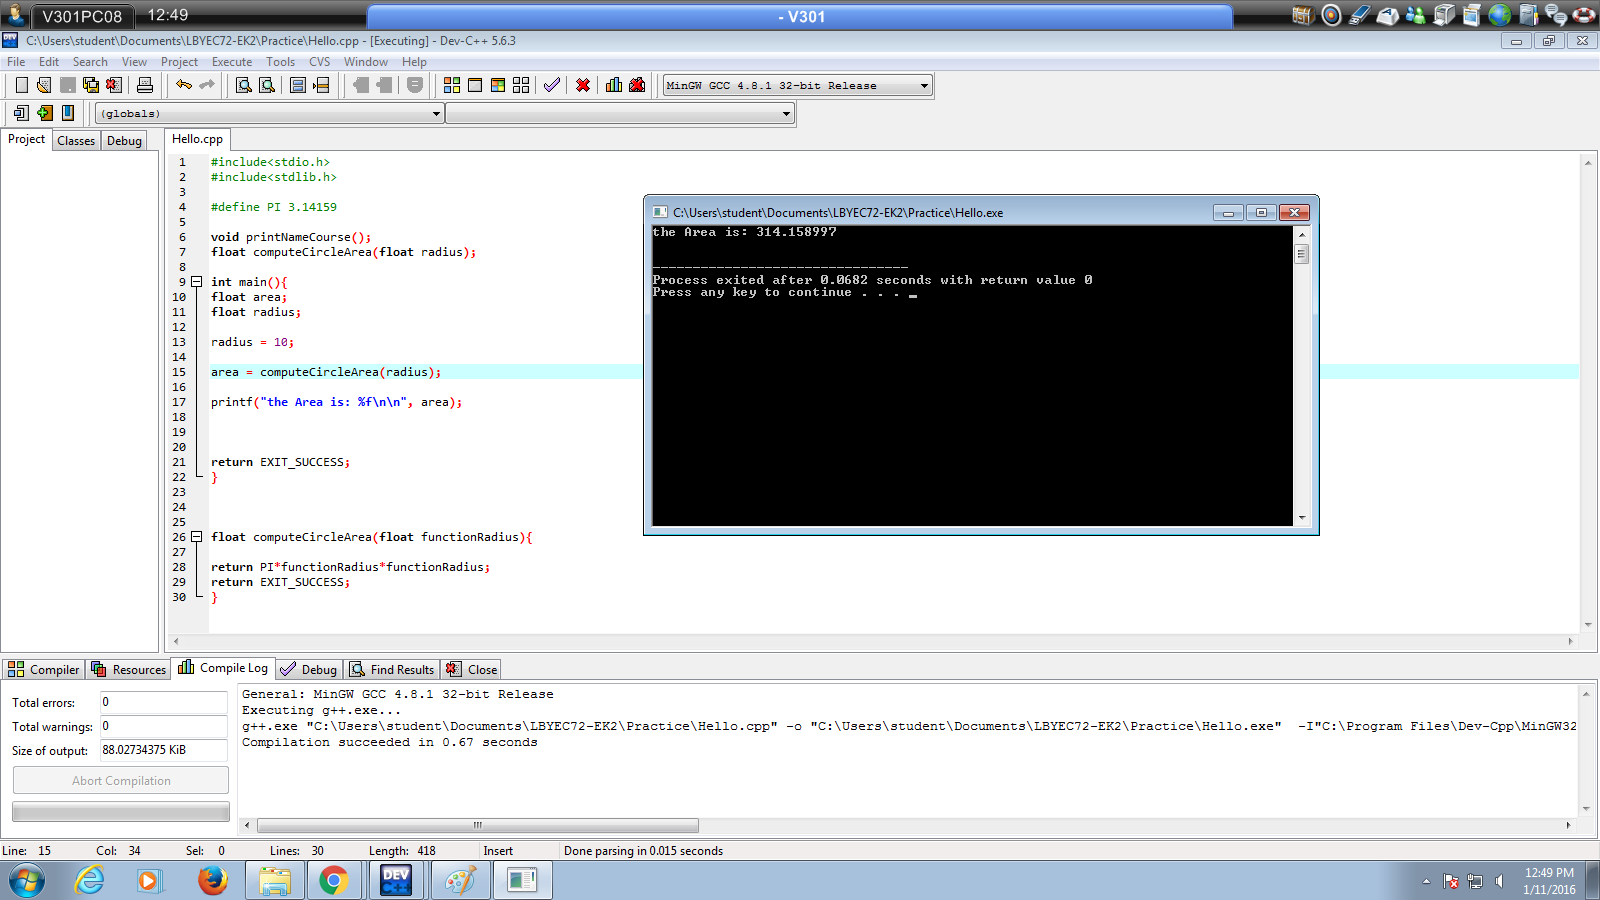 V301PC08 12:49 - V301
C:\Users\student\Documents\LBYEC72-EK2\Practice\Hello.cpp - [Executing] - Dev-C++ 5.6.3
File Edit Search View Project Execute Tools CVS Window Help
MinGW GCC 4.8.1 32-bit Release
(globals)
Project Classes Debug Hello.cpp
1 #include<stdio.h>
2 #include<stdlib.h>
3
4 #define PI 3.14159
5
6 void printNameCourse();
7 float computeCircleArea(float radius);
8
9 int main(){
10 float area;
11 float radius;
12
13 radius = 10;
14
15 area = computeCircleArea(radius);
16
17 printf("the Area is: %f\n\n", area);
18
19
20
21 return EXIT_SUCCESS;
22 }
23
24
25
26 float computeCircleArea(float functionRadius){
27
28 return PI*functionRadius*functionRadius;
29 return EXIT_SUCCESS;
30 }
C:\Users\student\Documents\LBYEC72-EK2\Practice\Hello.exe
the Area is: 314.158997
--------------------------------
Process exited after 0.0682 seconds with return value 0
Press any key to continue . . . _
Compiler Resources Compile Log Debug Find Results Close
Total errors: 0
Total warnings: 0
Size of output: 88.02734375 KiB
Abort Compilation
General: MinGW GCC 4.8.1 32-bit Release
Executing g++.exe...
g++.exe "C:\Users\student\Documents\LBYEC72-EK2\Practice\Hello.cpp" -o "C:\Users\student\Documents\LBYEC72-EK2\Practice\Hello.exe" -I"C:\Program Files\Dev-Cpp\MinGW32
Compilation succeeded in 0.67 seconds
Line: 15 Col: 34 Sel: 0 Lines: 30 Length: 418 Insert Done parsing in 0.015 seconds
DEV C++
12:49 PM
1/11/2016